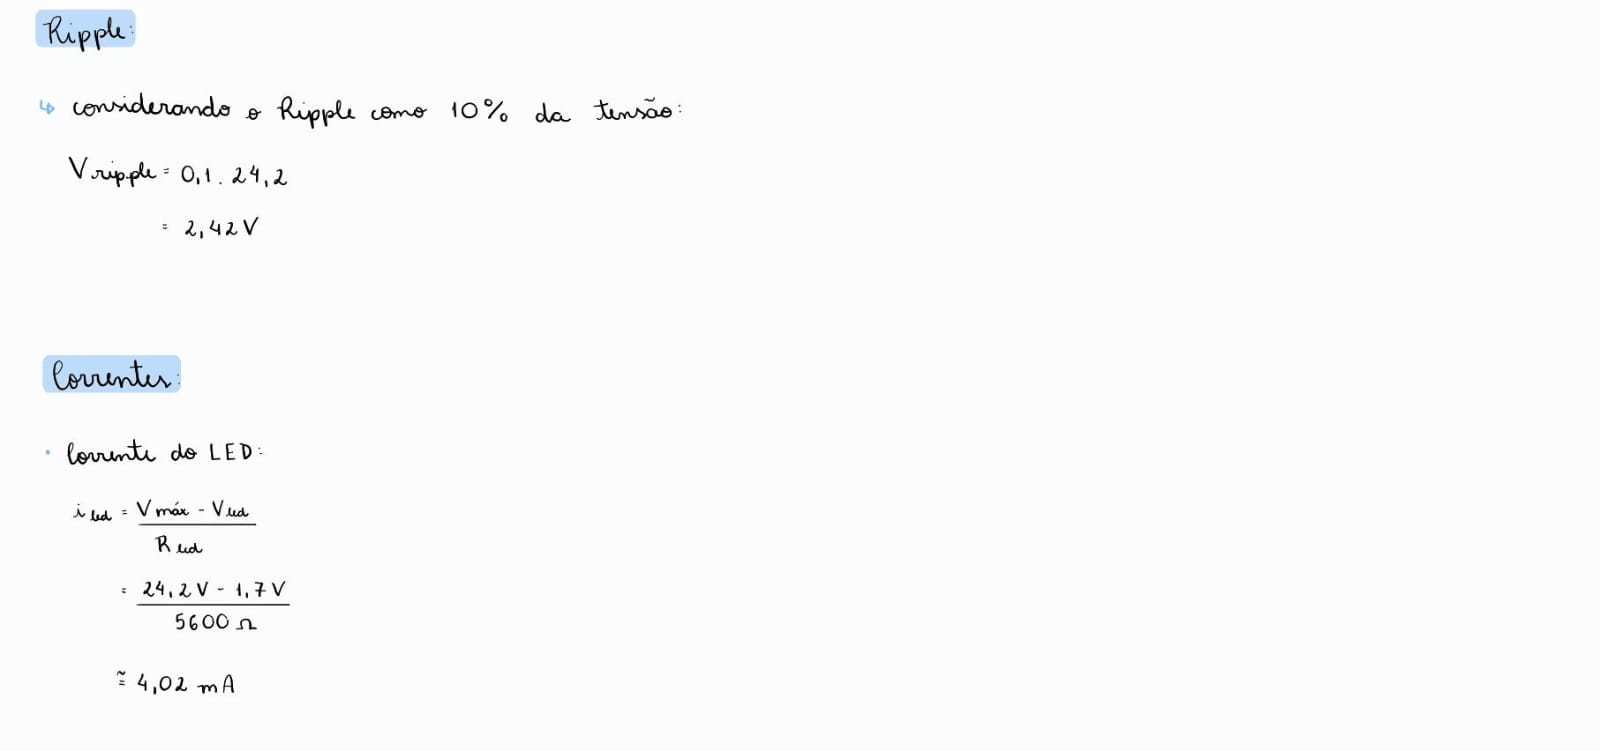 Ripple:
↳ considerando o Ripple como 10% da tensão:
Vripple = 0,1 . 24,2
= 2,42 V
Correntes:
• Corrente do LED:
i led = V máx - V led
R led
= 24,2 V - 1,7 V
5600 Ω
≅ 4,02 mA